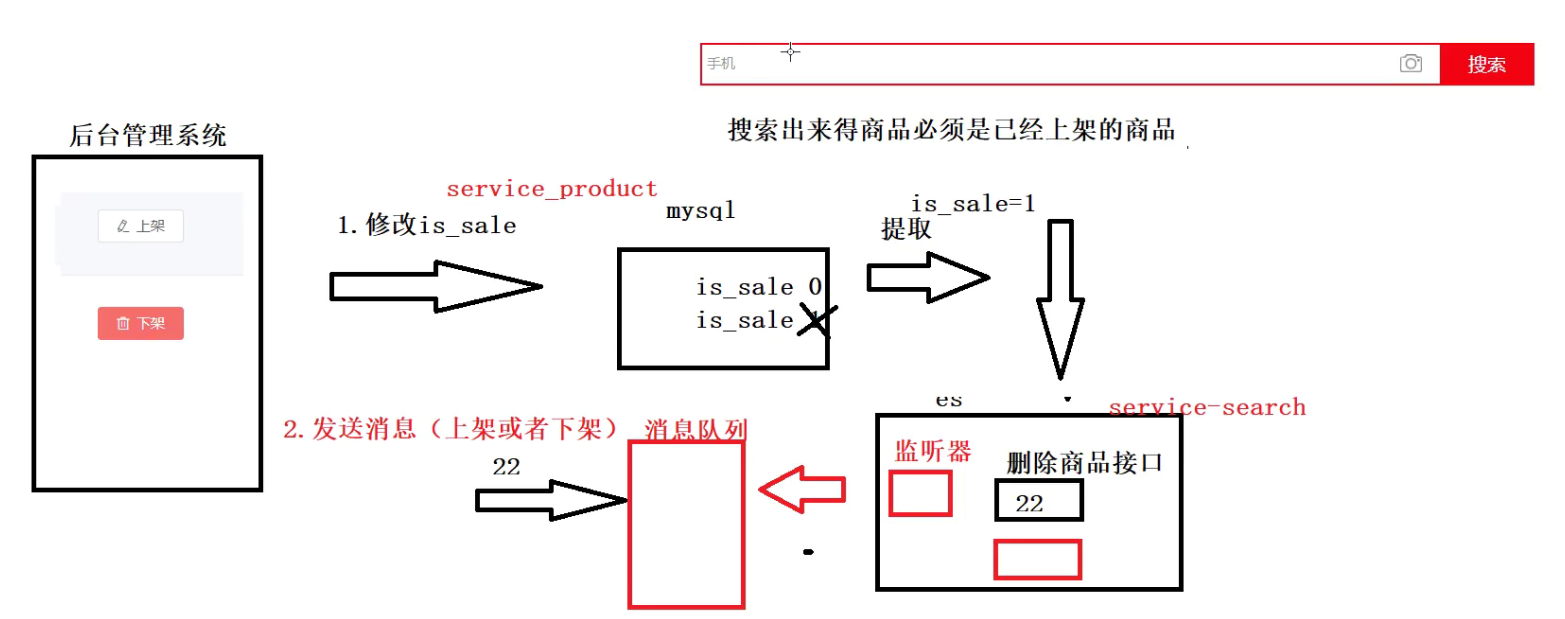 手机
搜索
搜索出来得商品必须是已经上架的商品
后台管理系统
上架
下架
service_product
1.修改is_sale
mysql
is_sale 0
is_sale
is_sale=1
提取
2.发送消息（上架或者下架）
消息队列
22
es
service-search
监听器
删除商品接口
22